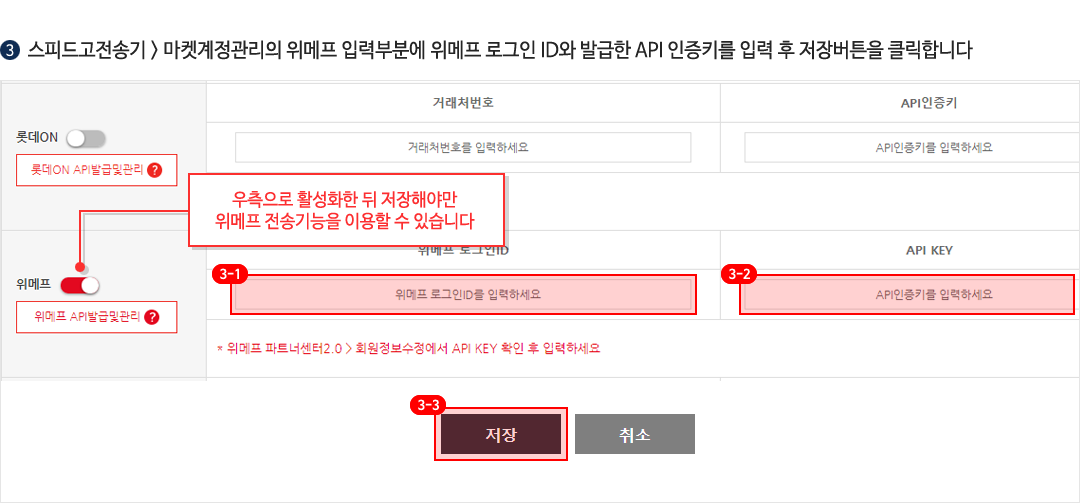 3 스피드고전송기 > 마켓계정관리의 위메프 입력부분에 위메프 로그인 ID와 발급한 API 인증키를 입력 후 저장버튼을 클릭합니다
거래처번호 API인증키
롯데ON 거래처번호를 입력하세요 API인증키를 입력하세요
롯데ON API발급및관리 ?
우측으로 활성화한 뒤 저장해야만
위메프 전송기능을 이용할 수 있습니다
위메프 로그인ID API KEY
3-1 3-2
위메프 위메프 로그인ID를 입력하세요 API인증키를 입력하세요
위메프 API발급및관리 ?
* 위메프 파트너센터2.0 > 회원정보수정에서 API KEY 확인 후 입력하세요
3-3
저장 취소